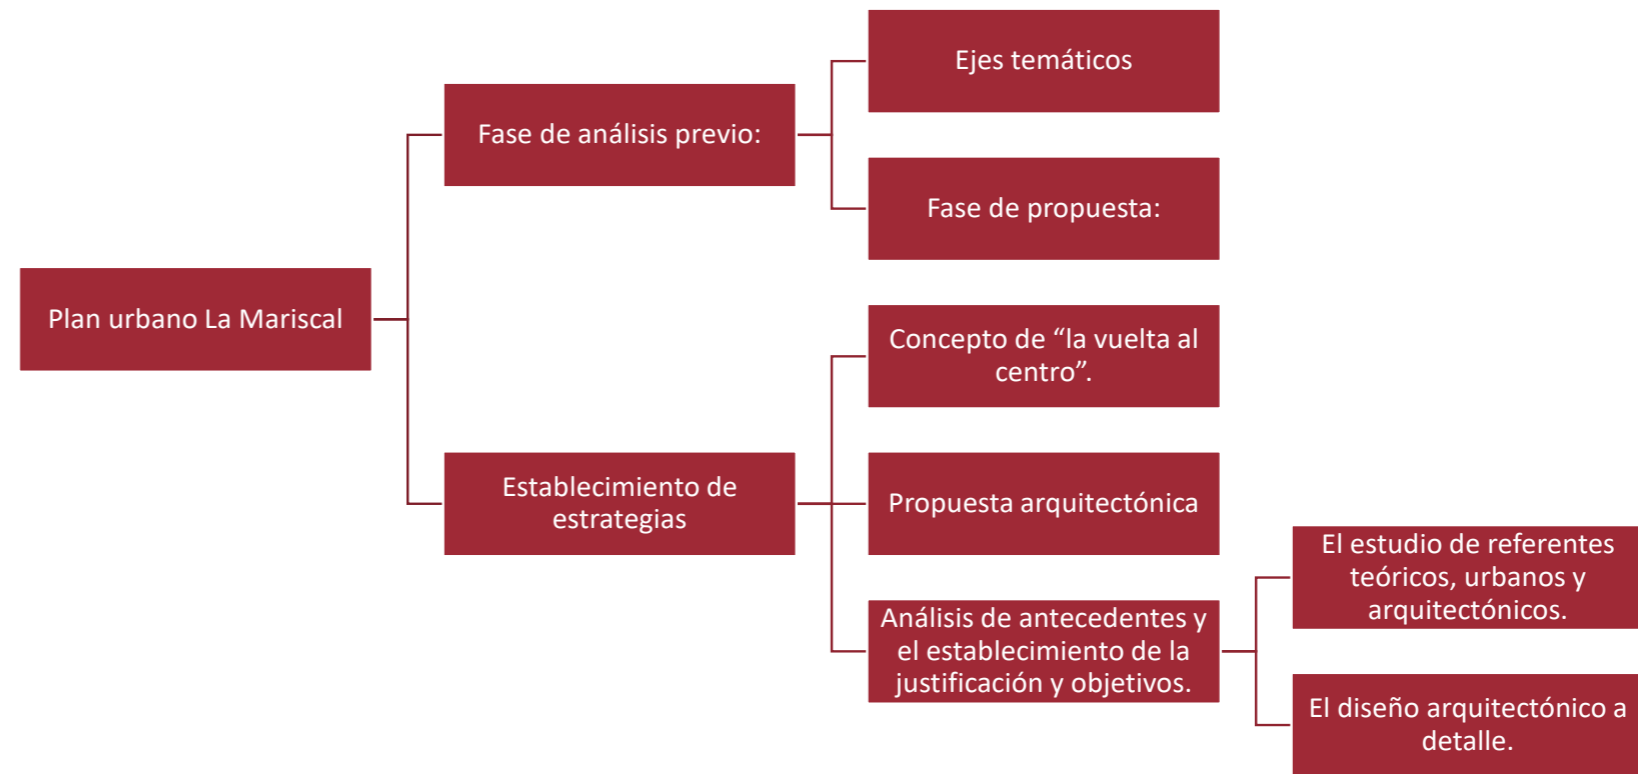 Plan urbano La Mariscal
Fase de análisis previo:
Ejes temáticos
Fase de propuesta:
Establecimiento de
estrategias
Concepto de “la vuelta al
centro”.
Propuesta arquitectónica
Análisis de antecedentes y
el establecimiento de la
justificación y objetivos.
El estudio de referentes
teóricos, urbanos y
arquitectónicos.
El diseño arquitectónico a
detalle.